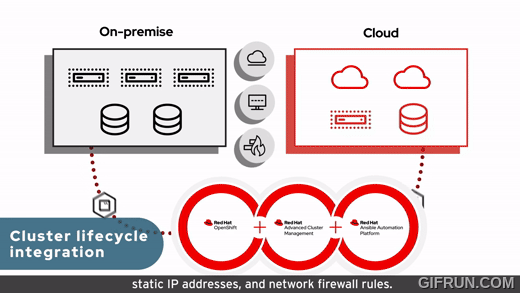 On-premise
Cloud
Red Hat
OpenShift
Red Hat
Advanced Cluster
Management
Red Hat
Ansible Automation
Platform
Cluster lifecycle
integration
static IP addresses, and network firewall rules.
GIFRUN.COM